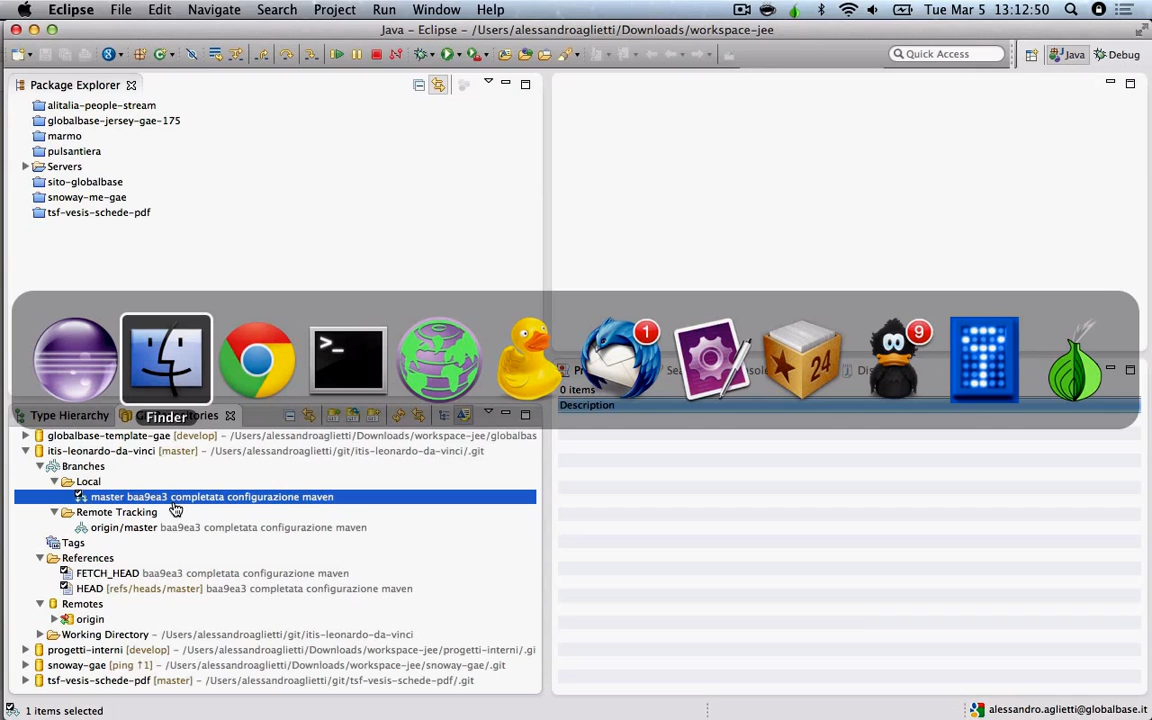 Eclipse File Edit Navigate Search Project Run Window Help Tue Mar 5 13:12:50
Java - Eclipse - /Users/alessandroaglietti/Downloads/workspace-jee
Quick Access Java Debug
Package Explorer
alitalia-people-stream
globalbase-jersey-gae-175
marmo
pulsantiera
Servers
sito-globalbase
snoway-me-gae
tsf-vesis-schede-pdf
1
24
9
T
0 items
Description
Finder
Type Hierarchy
globalbase-template-gae [develop] - /Users/alessandroaglietti/Downloads/workspace-jee/globalbas
itis-leonardo-da-vinci [master] - /Users/alessandroaglietti/git/itis-leonardo-da-vinci/.git
Branches
Local
master baa9ea3 completata configurazione maven
Remote Tracking
origin/master baa9ea3 completata configurazione maven
Tags
References
FETCH_HEAD baa9ea3 completata configurazione maven
HEAD [refs/heads/master] baa9ea3 completata configurazione maven
Remotes
origin
Working Directory - /Users/alessandroaglietti/git/itis-leonardo-da-vinci
progetti-interni [develop] - /Users/alessandroaglietti/Downloads/workspace-jee/progetti-interni/.gi
snoway-gae [ping ↑1] - /Users/alessandroaglietti/Downloads/workspace-jee/snoway-gae/.git
tsf-vesis-schede-pdf [master] - /Users/alessandroaglietti/git/tsf-vesis-schede-pdf/.git
1 items selected
alessandro.aglietti@globalbase.it